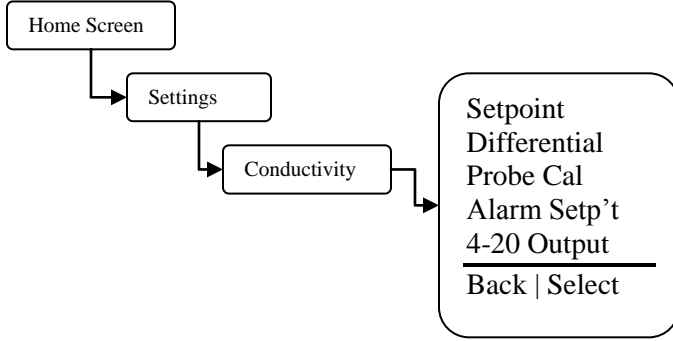 Home Screen
Settings
Conductivity
Setpoint
Differential
Probe Cal
Alarm Setp’t
4-20 Output
Back | Select